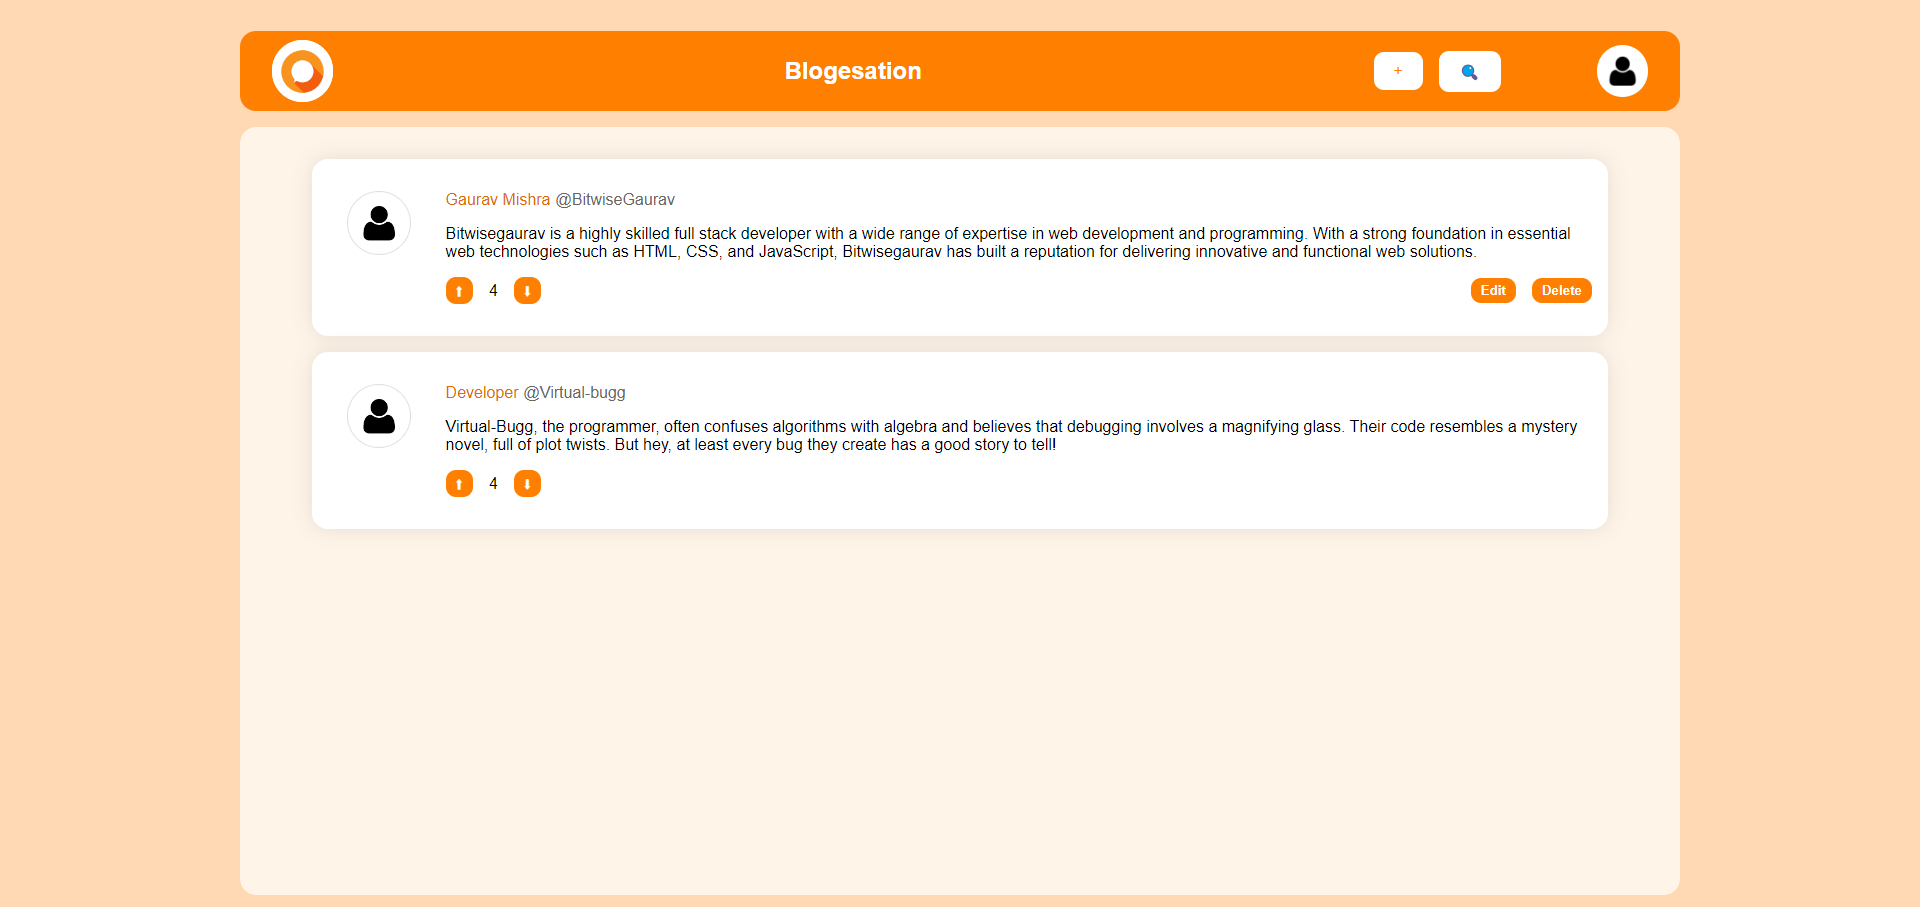 Blogesation
+
Gaurav Mishra @BitwiseGaurav
Bitwisegaurav is a highly skilled full stack developer with a wide range of expertise in web development and programming. With a strong foundation in essential
web technologies such as HTML, CSS, and JavaScript, Bitwisegaurav has built a reputation for delivering innovative and functional web solutions.
⬆ 4 ⬇ Edit Delete
Developer @Virtual-bugg
Virtual-Bugg, the programmer, often confuses algorithms with algebra and believes that debugging involves a magnifying glass. Their code resembles a mystery
novel, full of plot twists. But hey, at least every bug they create has a good story to tell!
⬆ 4 ⬇